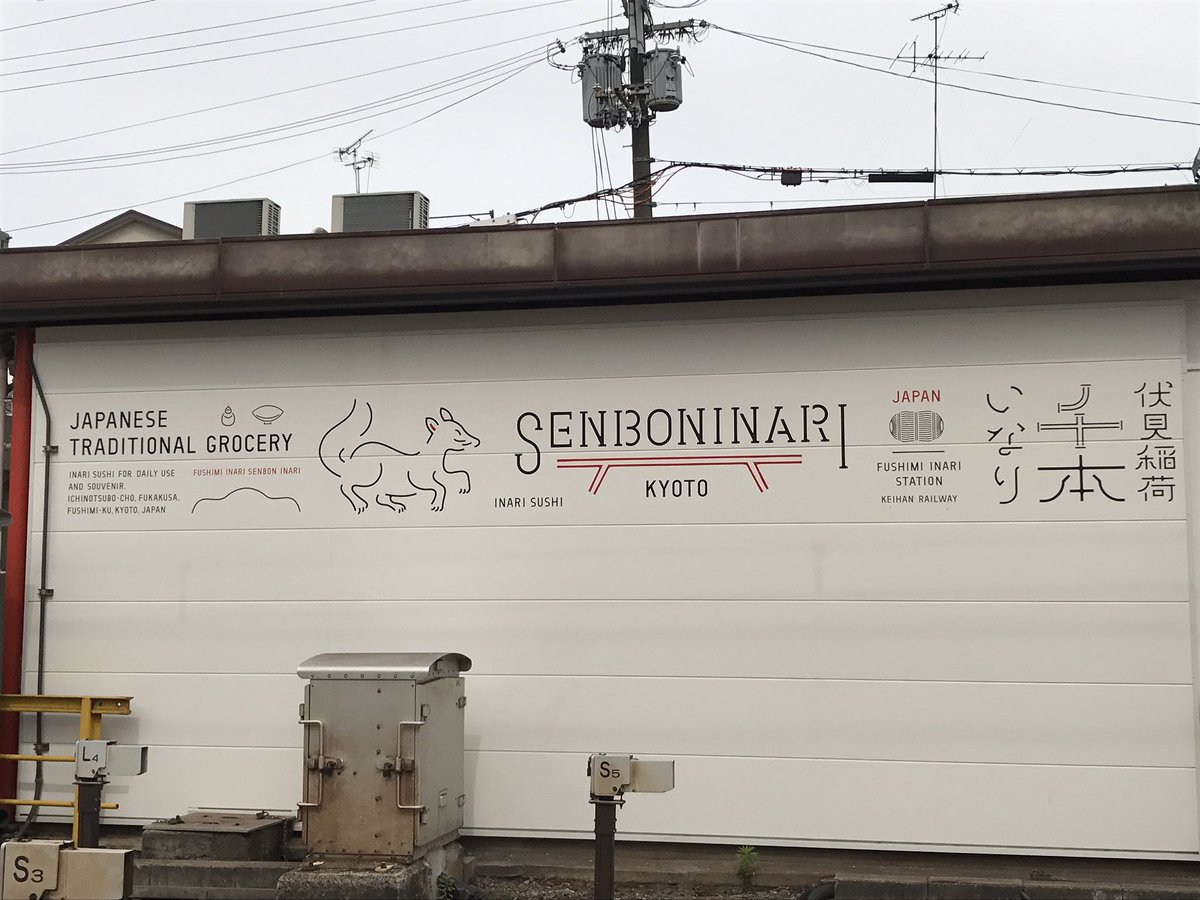 JAPANESE
TRADITIONAL GROCERY
INARI SUSHI FOR DAILY USE
AND SOUVENIR.
ICHINOTSUBO-CHO, FUKAKUSA,
FUSHIMI-KU, KYOTO, JAPAN
FUSHIMI INARI SENBON INARI
SENBONINARI
KYOTO
INARI SUSHI
JAPAN
FUSHIMI INARI
STATION
KEIHAN RAILWAY
伏見稲荷
千本
いなり
L4
S5
S3